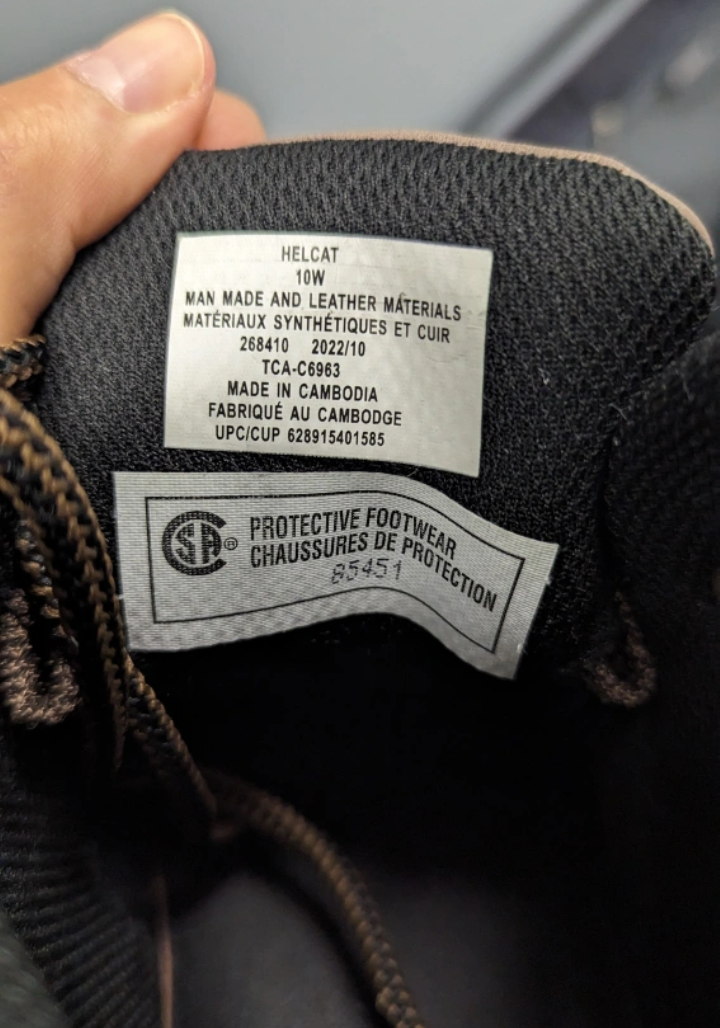 HELCAT
10W
MAN MADE AND LEATHER MATERIALS
MATÉRIAUX SYNTHÉTIQUES ET CUIR
268410 2022/10
TCA-C6963
MADE IN CAMBODIA
FABRIQUÉ AU CAMBODGE
UPC/CUP 628915401585
CSA®
PROTECTIVE FOOTWEAR
CHAUSSURES DE PROTECTION
85451